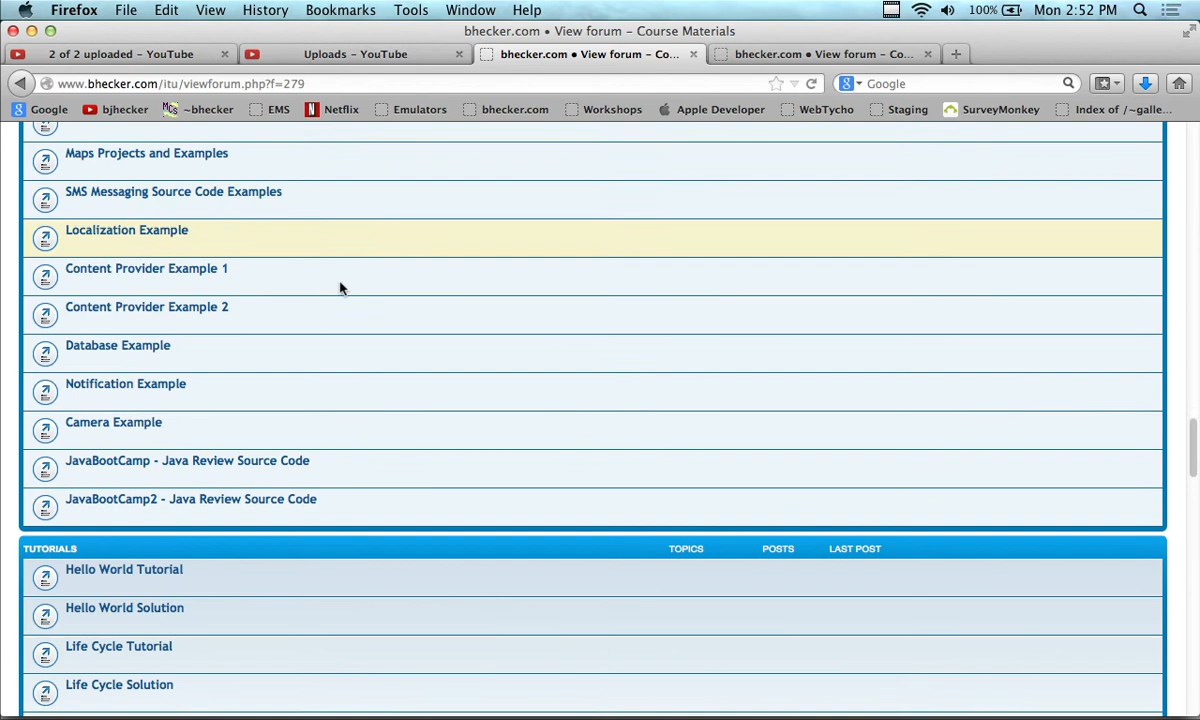 Firefox File Edit View History Bookmarks Tools Window Help 100% Mon 2:52 PM
bhecker.com • View forum – Course Materials
2 of 2 uploaded – YouTube Uploads – YouTube bhecker.com • View forum – Co... bhecker.com • View forum – Co...
www.bhecker.com/itu/viewforum.php?f=279 Google
Google bjhecker ~bhecker EMS Netflix Emulators bhecker.com Workshops Apple Developer WebTycho Staging SurveyMonkey Index of /~galle...
Maps Projects and Examples
SMS Messaging Source Code Examples
Localization Example
Content Provider Example 1
Content Provider Example 2
Database Example
Notification Example
Camera Example
JavaBootCamp - Java Review Source Code
JavaBootCamp2 - Java Review Source Code
TUTORIALS TOPICS POSTS LAST POST
Hello World Tutorial
Hello World Solution
Life Cycle Tutorial
Life Cycle Solution